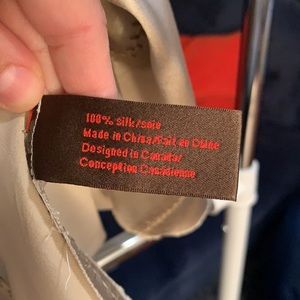 100% silk/soie
Made in China/Fait en Chine
Designed in Canada/
Conception Canadienne